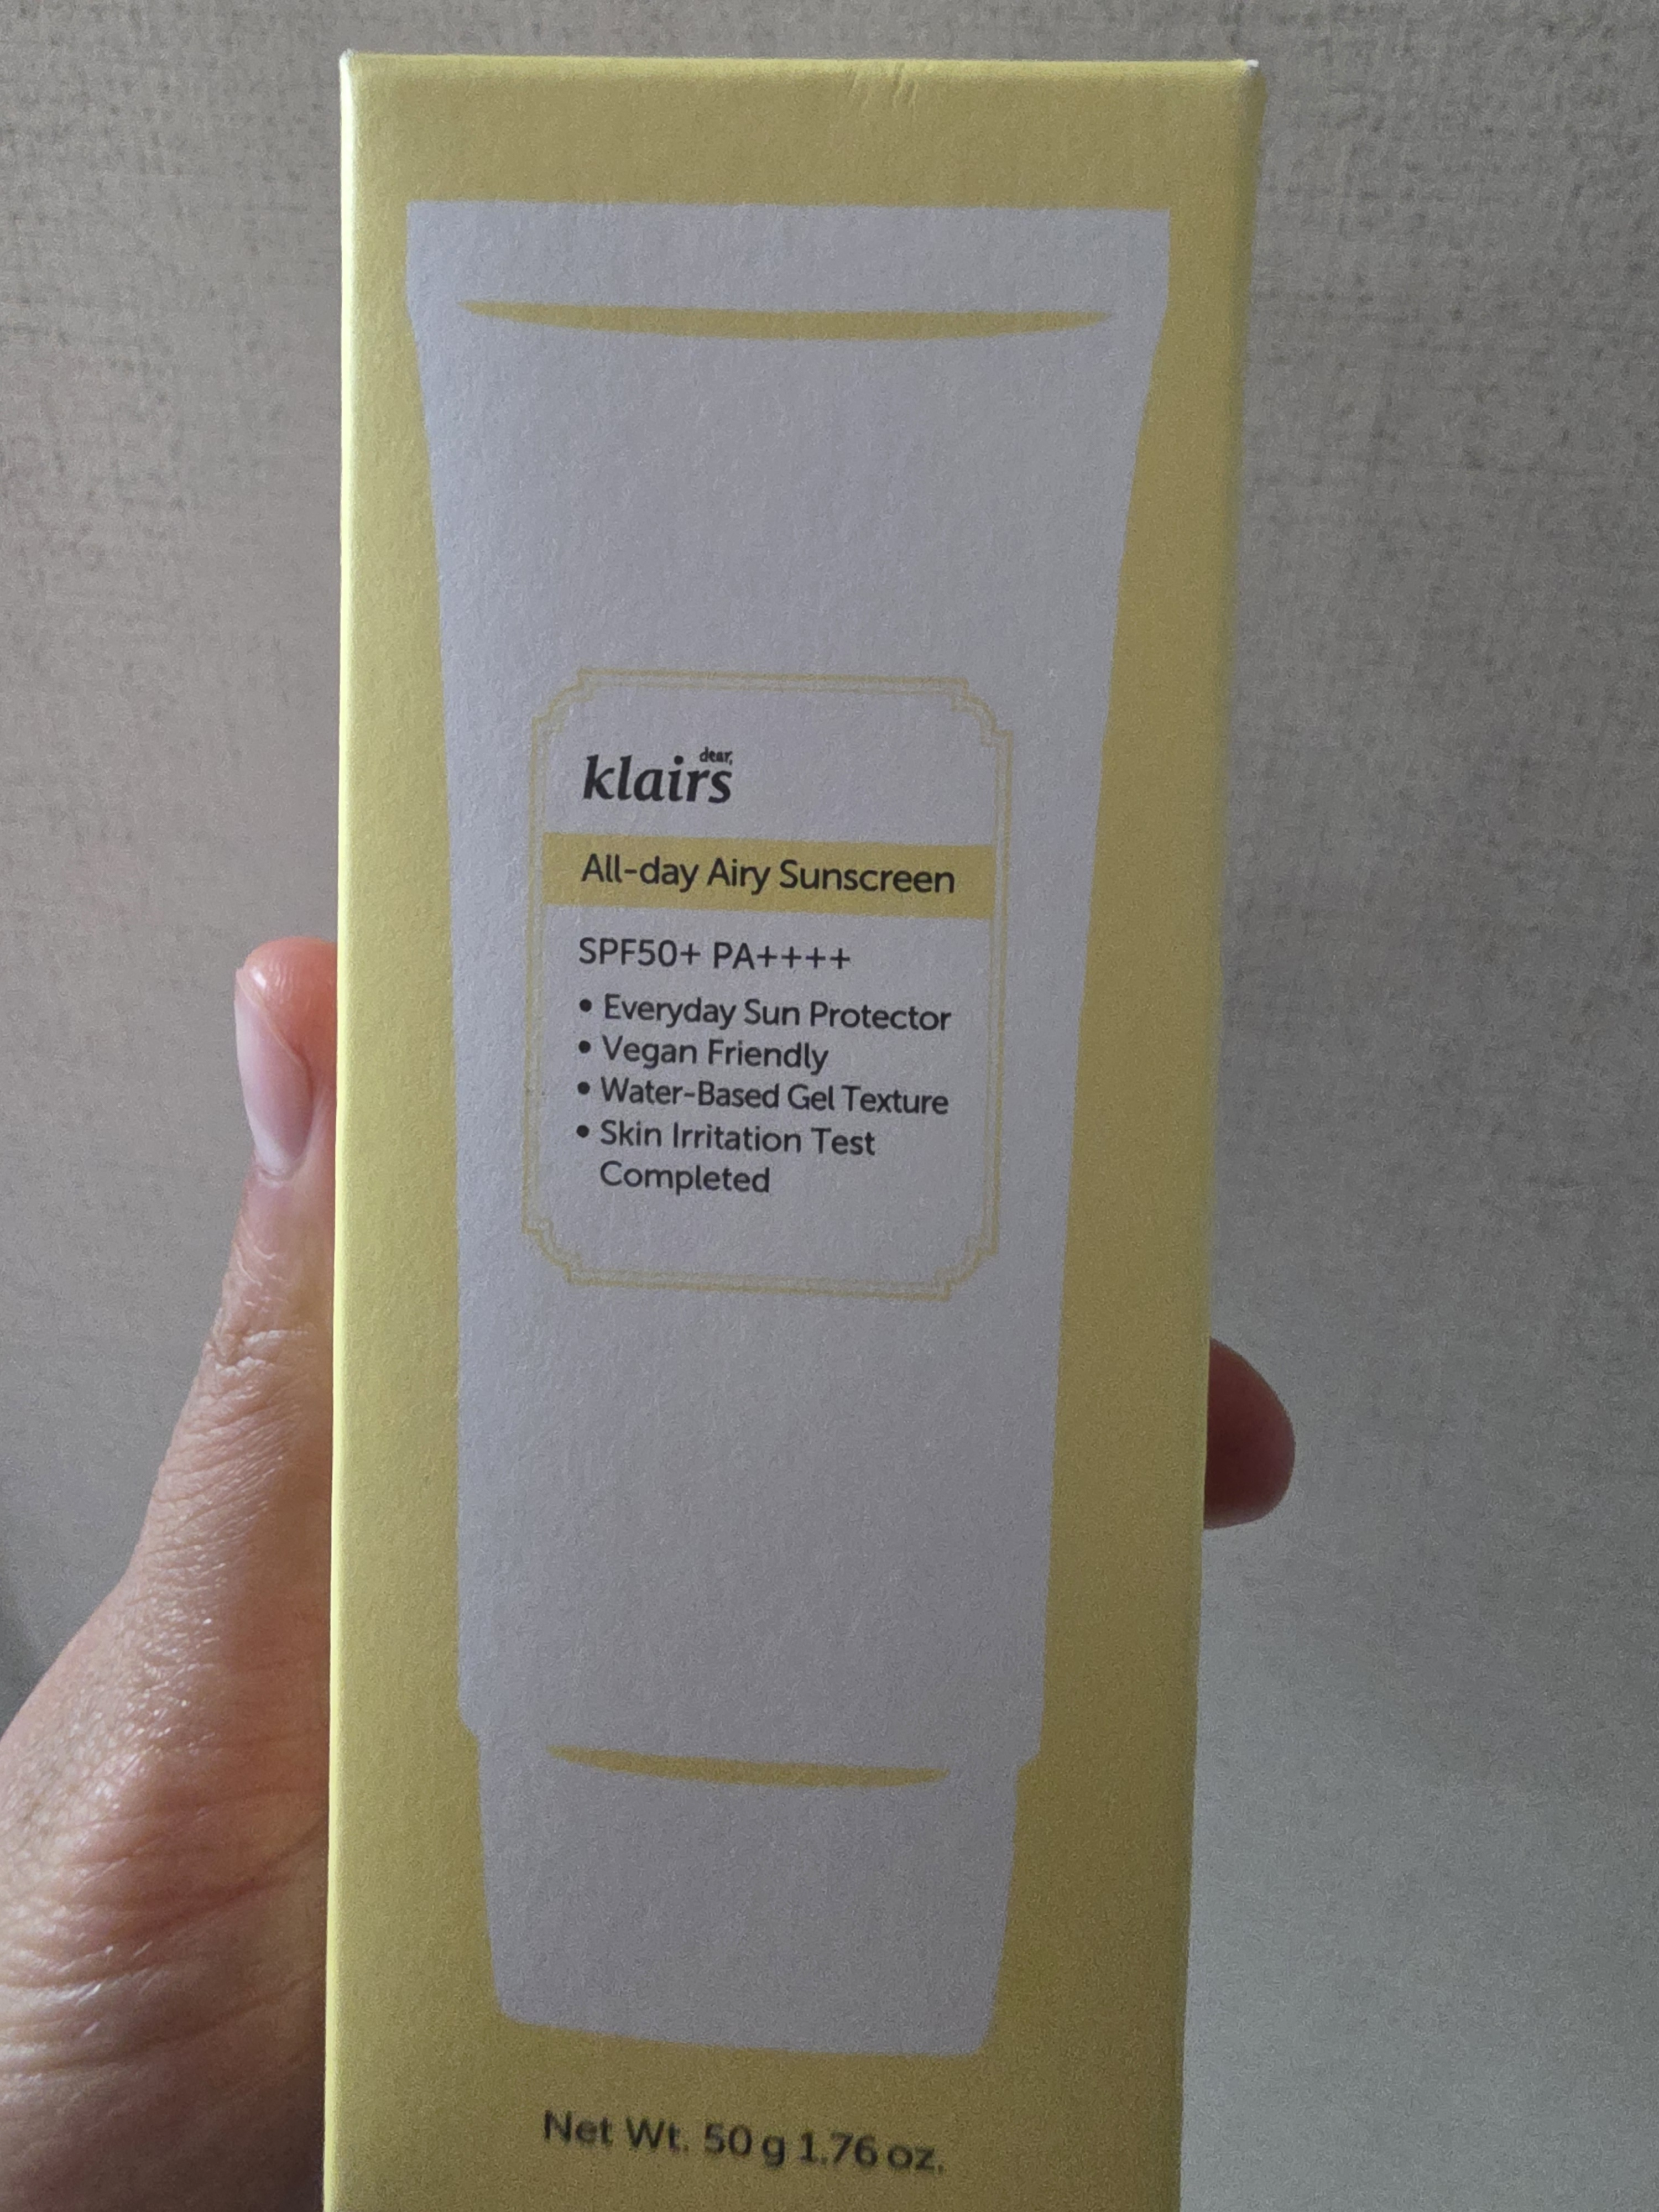 dear,
klairs
All-day Airy Sunscreen
SPF50+ PA++++
• Everyday Sun Protector
• Vegan Friendly
• Water-Based Gel Texture
• Skin Irritation Test
Completed
Net Wt. 50 g 1.76 oz.